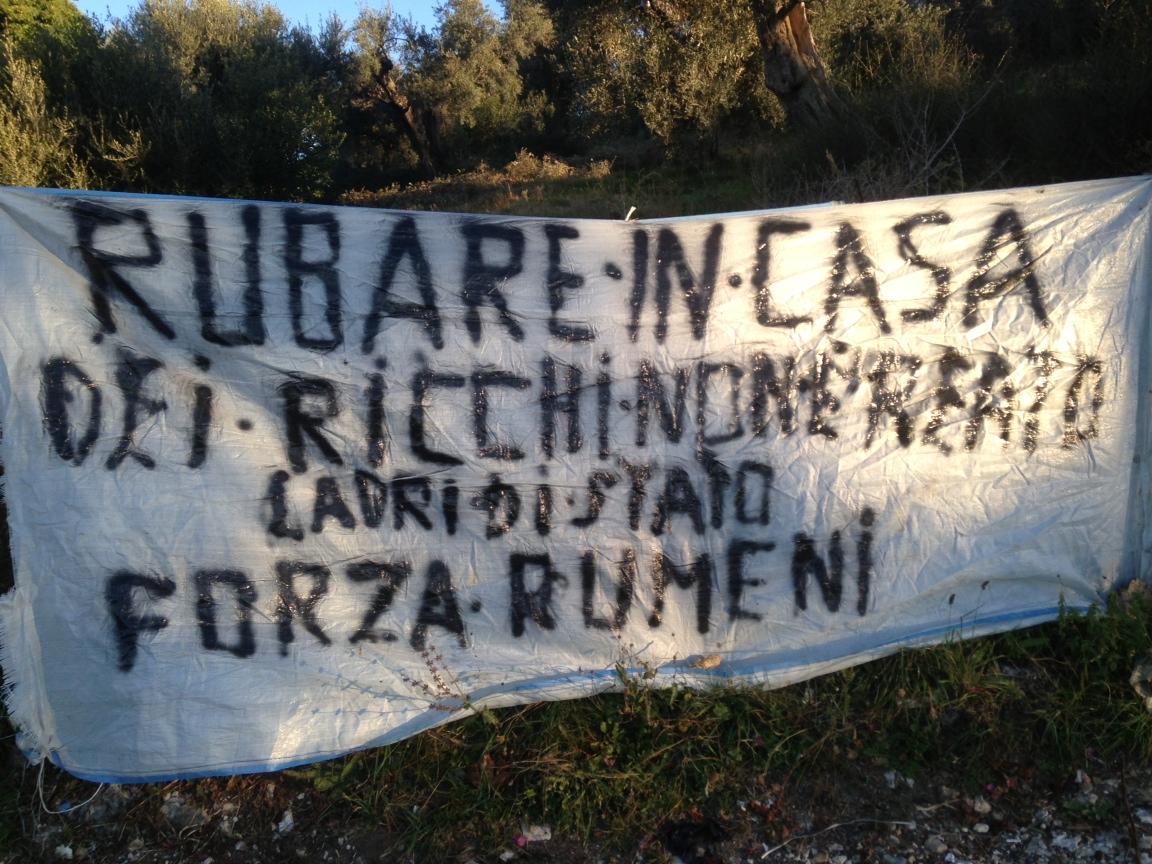 RUBARE·IN·CASA
DEi·RiCCHi·NON·È·REATO
LADRi·Di·STATO
FORZA·RUMENi